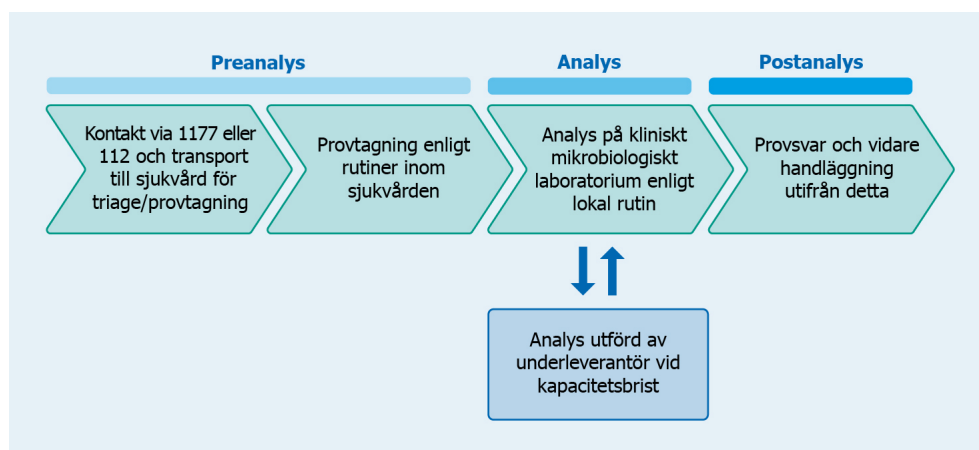 Preanalys
Analys
Postanalys
Kontakt via 1177 eller
112 och transport
till sjukvård för
triage/provtagning
Provtagning enligt
rutiner inom
sjukvården
Analys på kliniskt
mikrobiologiskt
laboratorium enligt
lokal rutin
Provsvar och vidare
handläggning
utifrån detta
Analys utförd av
underleverantör vid
kapacitetsbrist